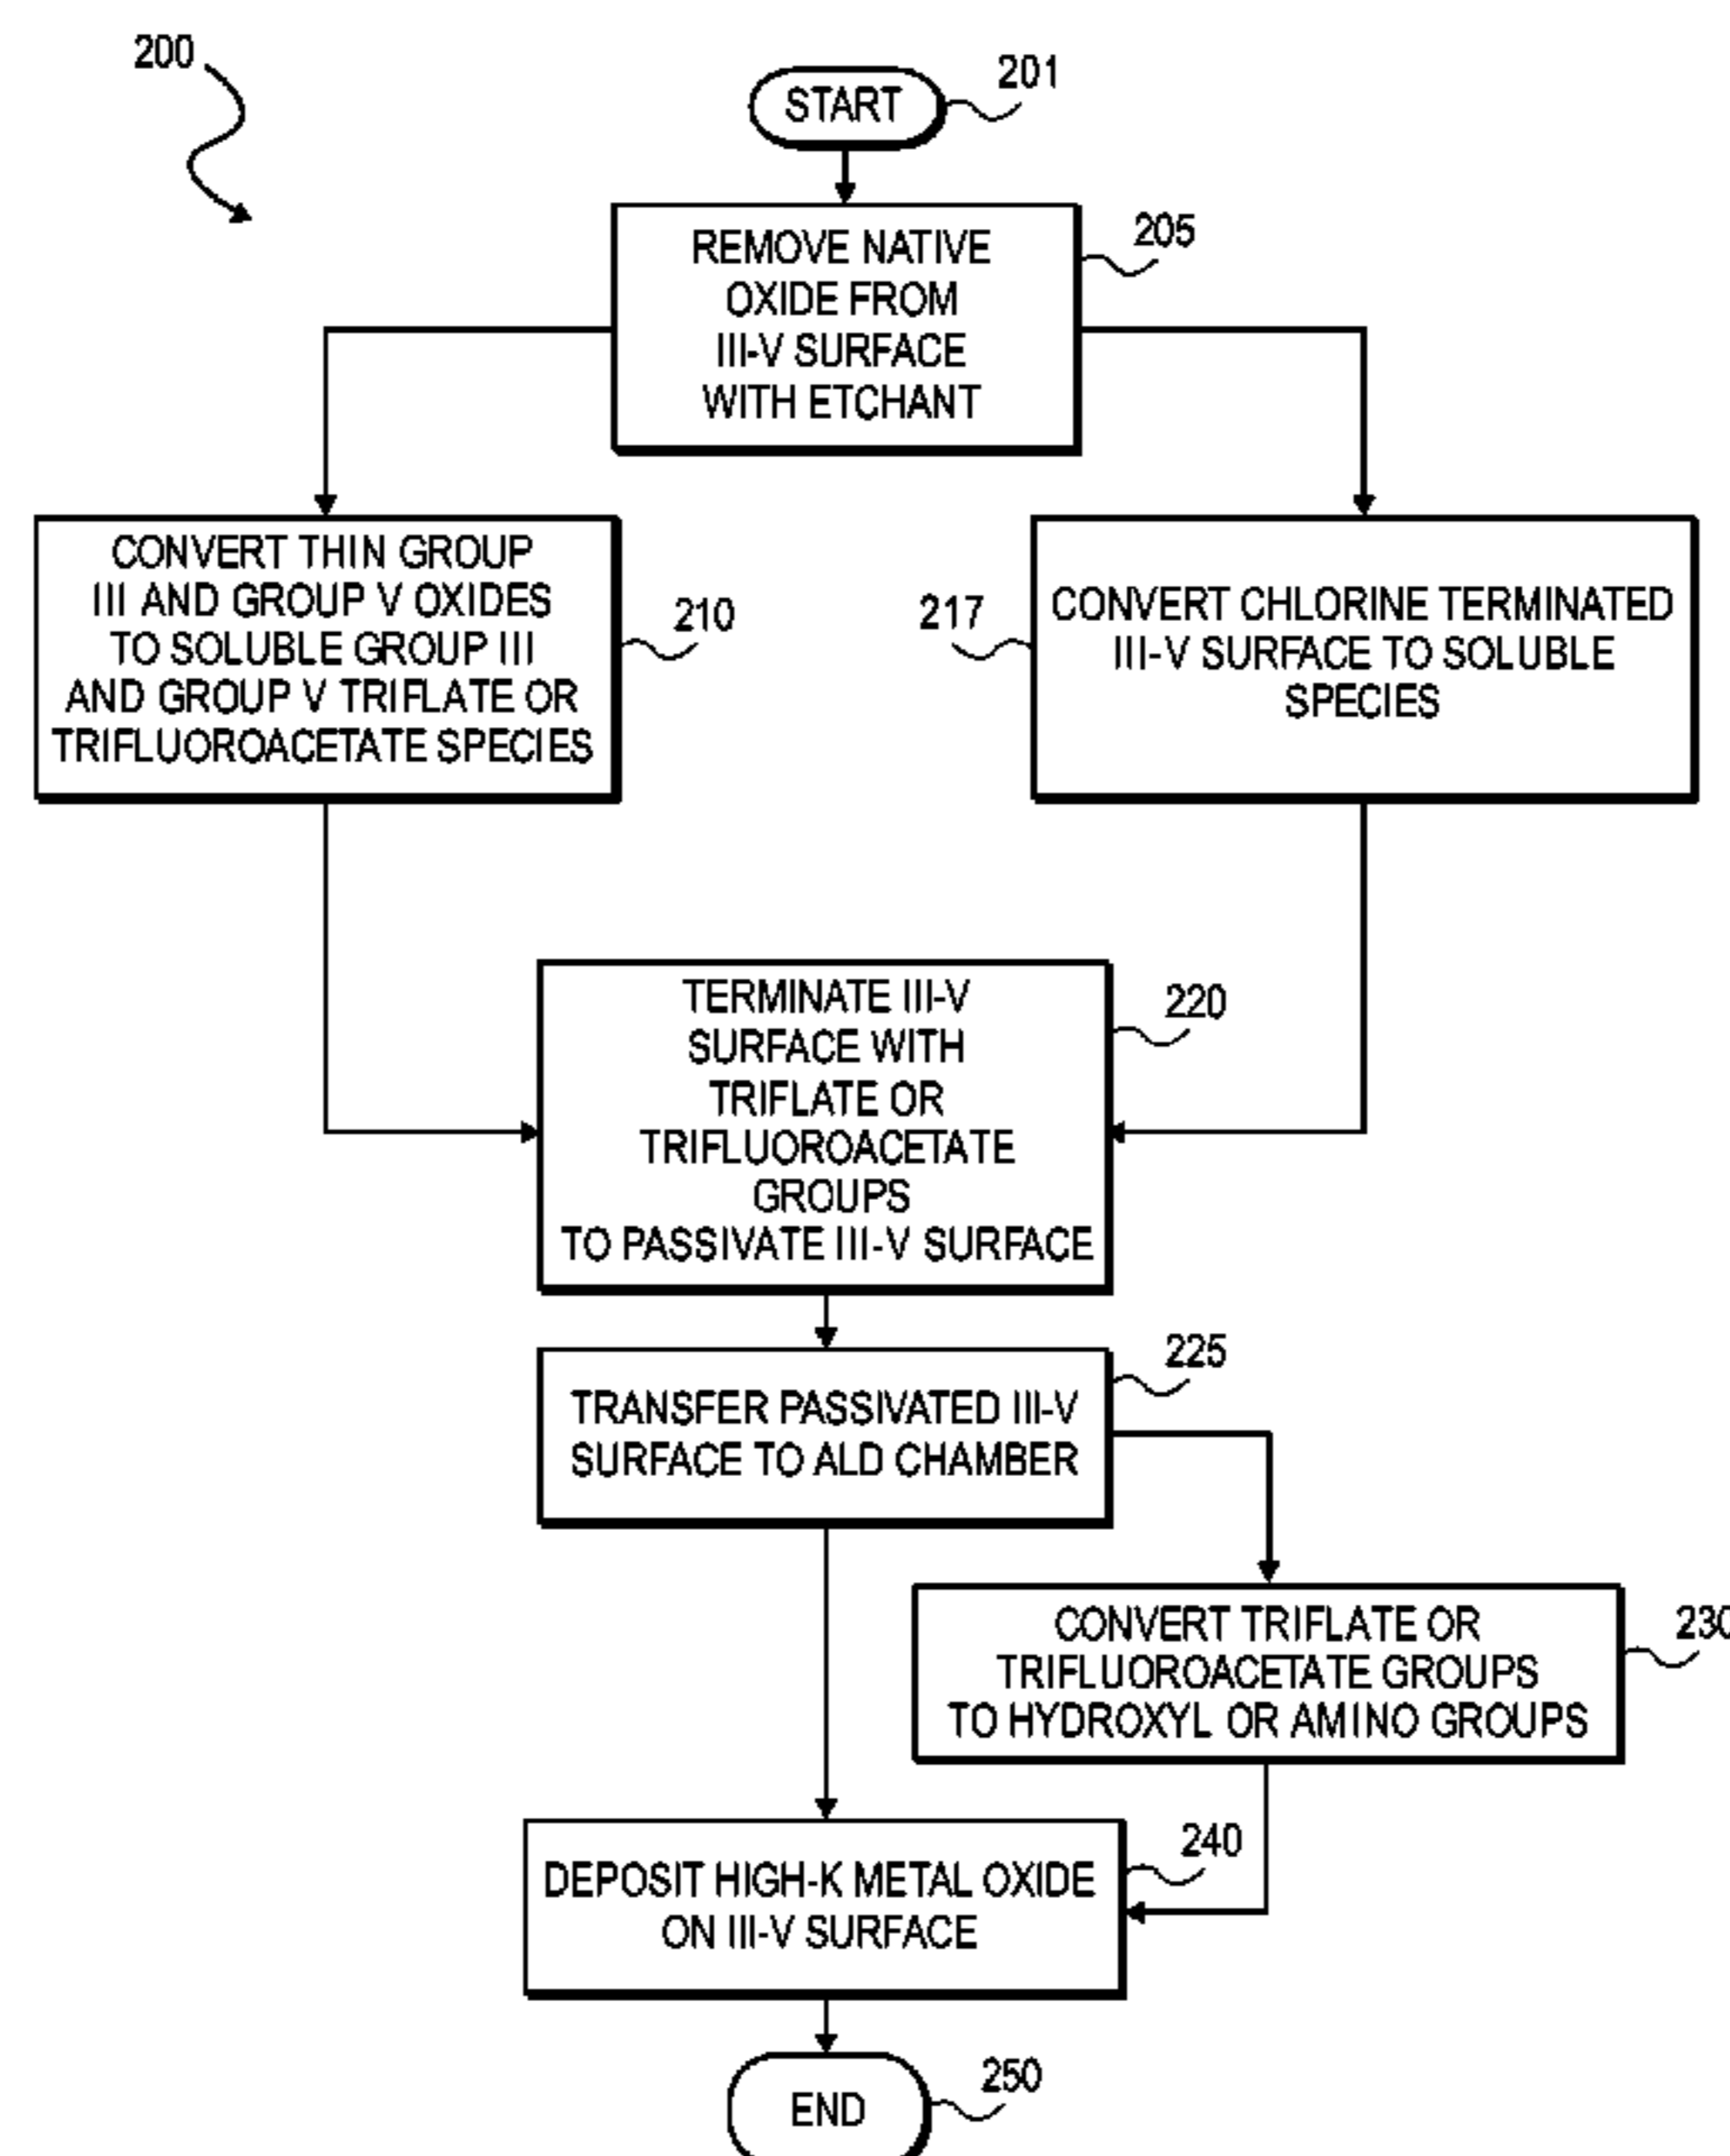 200
START
201
REMOVE NATIVE
OXIDE FROM
III-V SURFACE
WITH ETCHANT
205
CONVERT THIN GROUP
III AND GROUP V OXIDES
TO SOLUBLE GROUP III
AND GROUP V TRIFLATE OR
TRIFLUOROACETATE SPECIES
210
217
CONVERT CHLORINE TERMINATED
III-V SURFACE TO SOLUBLE
SPECIES
TERMINATE III-V
SURFACE WITH
TRIFLATE OR
TRIFLUOROACETATE
GROUPS
TO PASSIVATE III-V SURFACE
220
TRANSFER PASSIVATED III-V
SURFACE TO ALD CHAMBER
225
CONVERT TRIFLATE OR
TRIFLUOROACETATE GROUPS
TO HYDROXYL OR AMINO GROUPS
230
DEPOSIT HIGH-K METAL OXIDE
ON III-V SURFACE
240
END
250